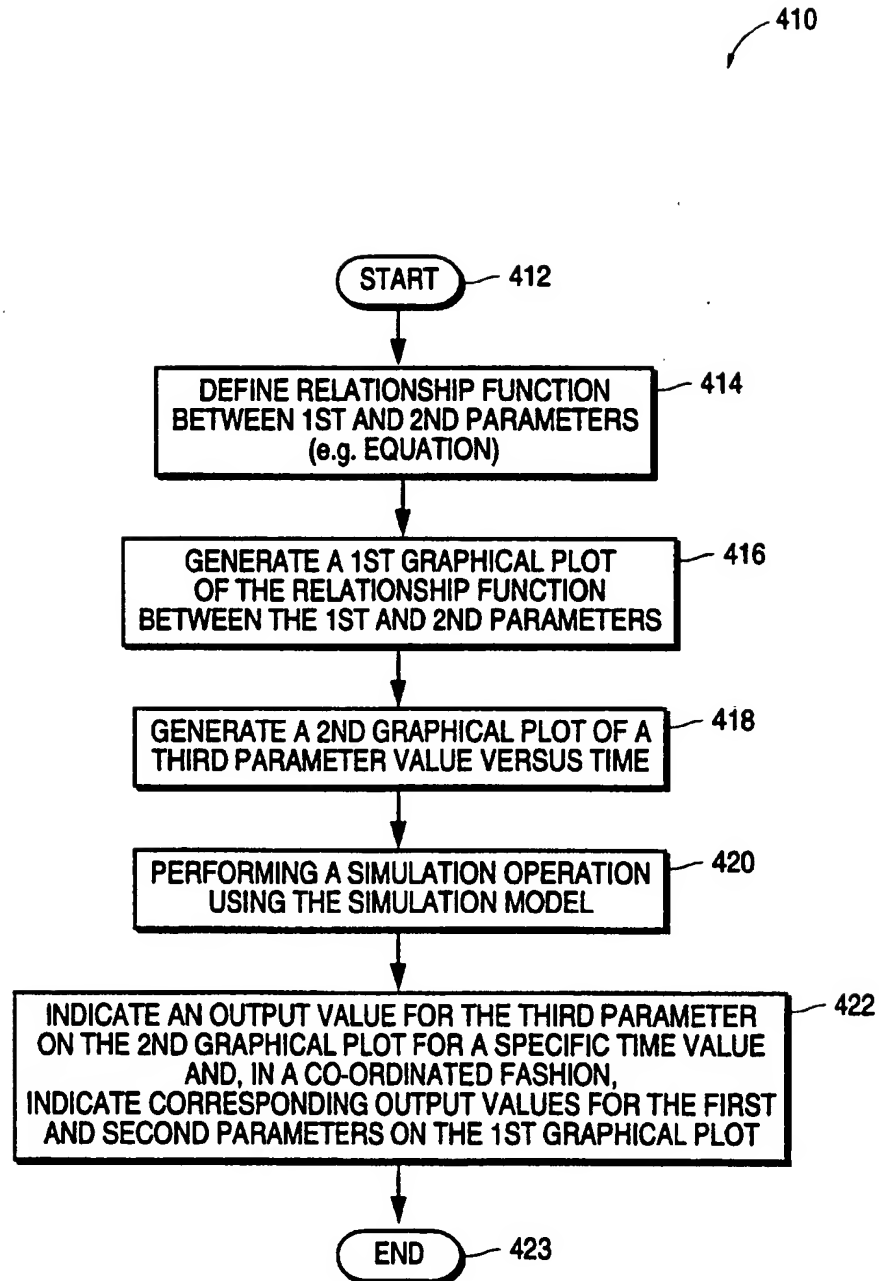 410
START
412
DEFINE RELATIONSHIP FUNCTION
BETWEEN 1ST AND 2ND PARAMETERS
(e.g. EQUATION)
414
GENERATE A 1ST GRAPHICAL PLOT
OF THE RELATIONSHIP FUNCTION
BETWEEN THE 1ST AND 2ND PARAMETERS
416
GENERATE A 2ND GRAPHICAL PLOT OF A
THIRD PARAMETER VALUE VERSUS TIME
418
PERFORMING A SIMULATION OPERATION
USING THE SIMULATION MODEL
420
INDICATE AN OUTPUT VALUE FOR THE THIRD PARAMETER
ON THE 2ND GRAPHICAL PLOT FOR A SPECIFIC TIME VALUE
AND, IN A CO-ORDINATED FASHION,
INDICATE CORRESPONDING OUTPUT VALUES FOR THE FIRST
AND SECOND PARAMETERS ON THE 1ST GRAPHICAL PLOT
422
END
423